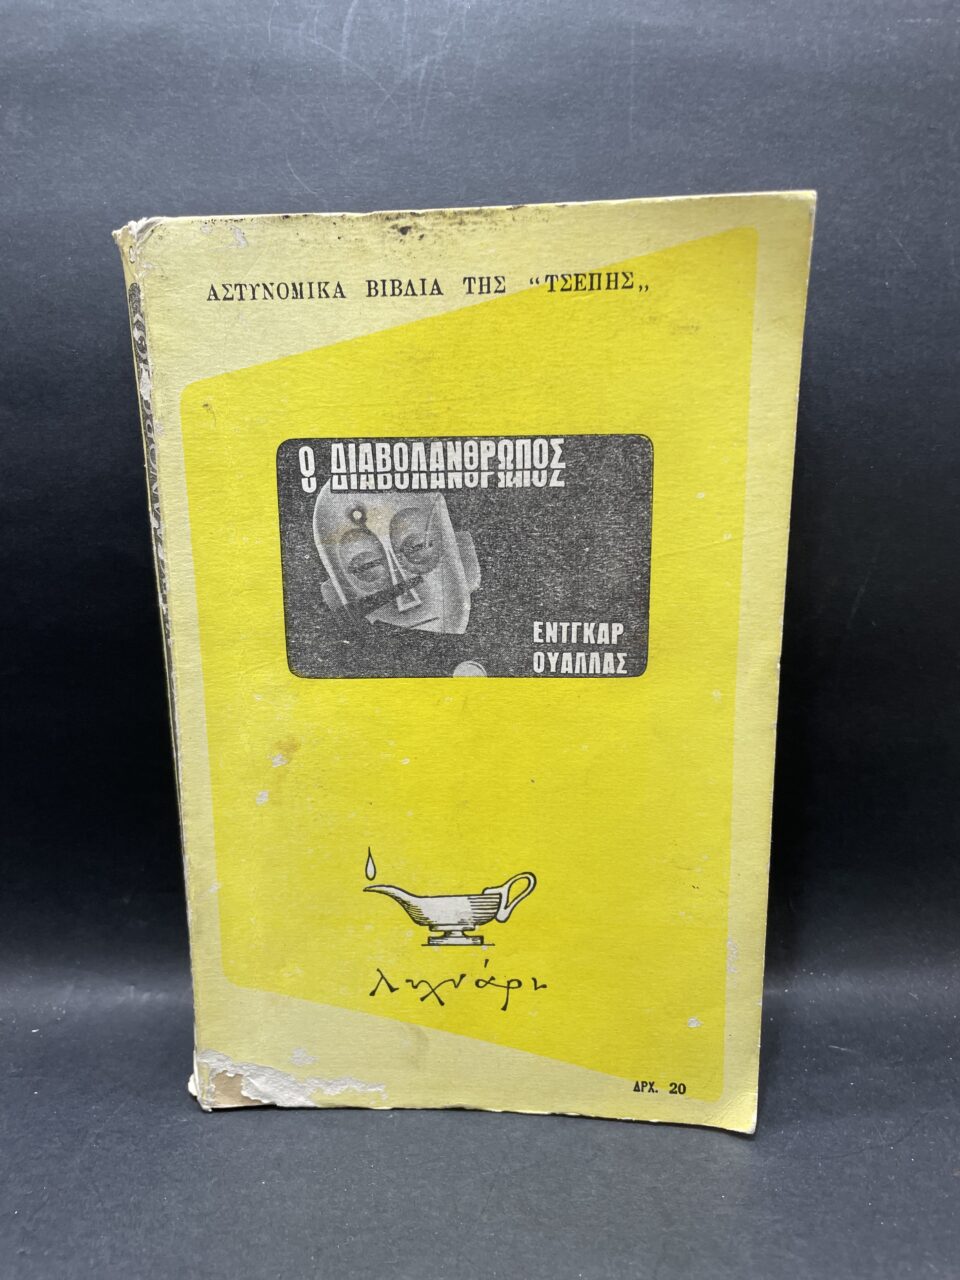 ΑΣΤΥΝΟΜΙΚΑ ΒΙΒΛΙΑ ΤΗΣ “ΤΣΕΠΗΣ„
Ο ΔΙΑΒΟΛΑΝΘΡΩΠΟΣ
ΕΝΤΓΚΑΡ
ΟΥΑΛΛΑΣ
λυχνάρι
ΔΡΧ. 20